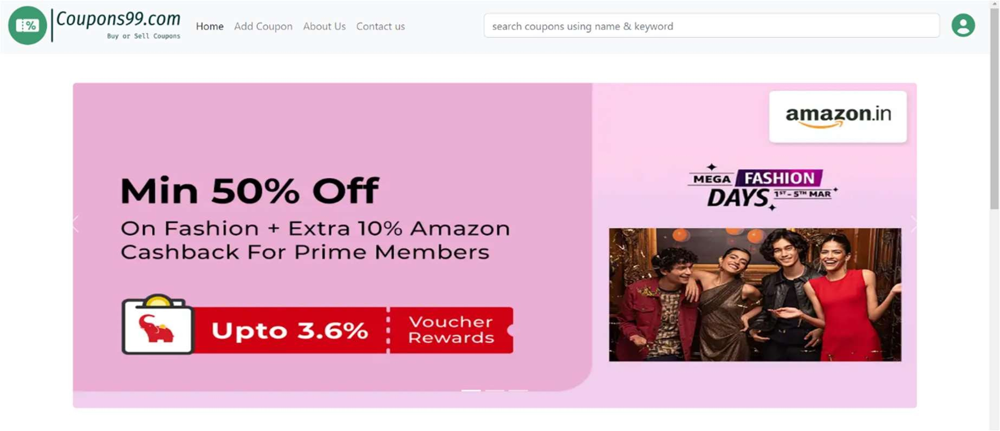 %
Coupons99.com
Buy or Sell Coupons
Home Add Coupon About Us Contact us
search coupons using name & keyword
amazon.in
Min 50% Off
On Fashion + Extra 10% Amazon
Cashback For Prime Members
Upto 3.6%
Voucher
Rewards
MEGA FASHION
DAYS 1ST - 5TH MAR